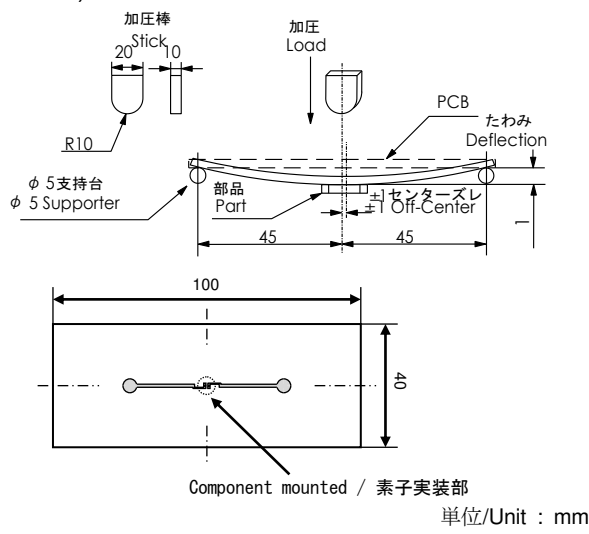 加圧棒
Stick
20
10
R10
加圧
Load
PCB
たわみ
Deflection
φ 5支持台
φ 5 Supporter
部品
Part
±1センターズレ
±1 Off-Center
1
45
45
100
40
Component mounted / 素子実装部
単位/Unit : mm